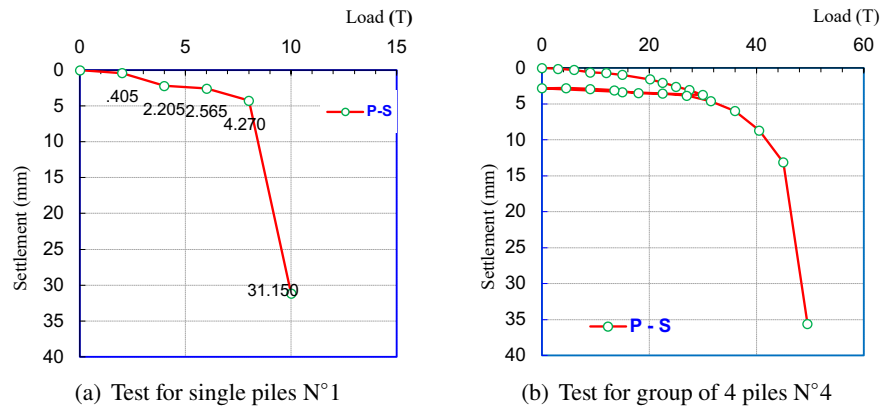 Load (T)
0 5 10 15
0
5
10
15
20
25
30
35
40
Settlement (mm)
.405
2.205
2.565
4.270
31.150
P-S
(a) Test for single piles N°1
Load (T)
0 20 40 60
0
5
10
15
20
25
30
35
40
Settlement (mm)
P - S
(b) Test for group of 4 piles N°4